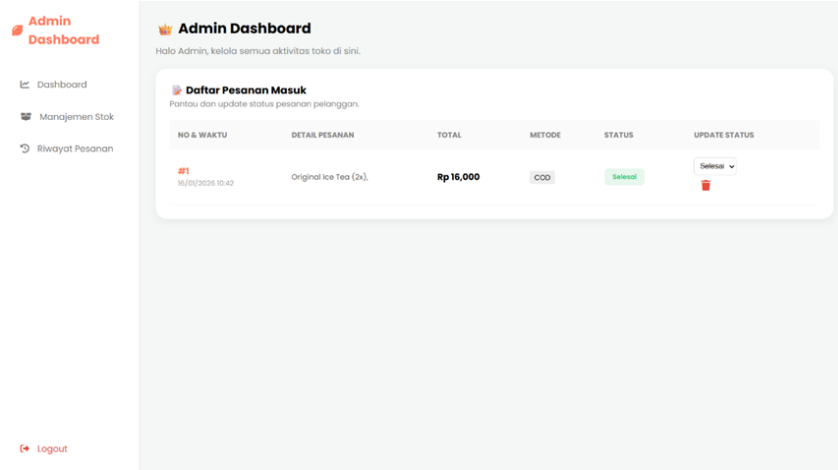 Admin
Dashboard
Dashboard
Manajemen Stok
Riwayat Pesanan
Logout
Admin Dashboard
Halo Admin, kelola semua aktivitas toko di sini.
Daftar Pesanan Masuk
Pantau dan update status pesanan pelanggan.
NO & WAKTU DETAIL PESANAN TOTAL METODE STATUS UPDATE STATUS
#1
16/01/2026 10:42
Original Ice Tea (2x),
Rp 16,000
COD
Selesai
Selesai